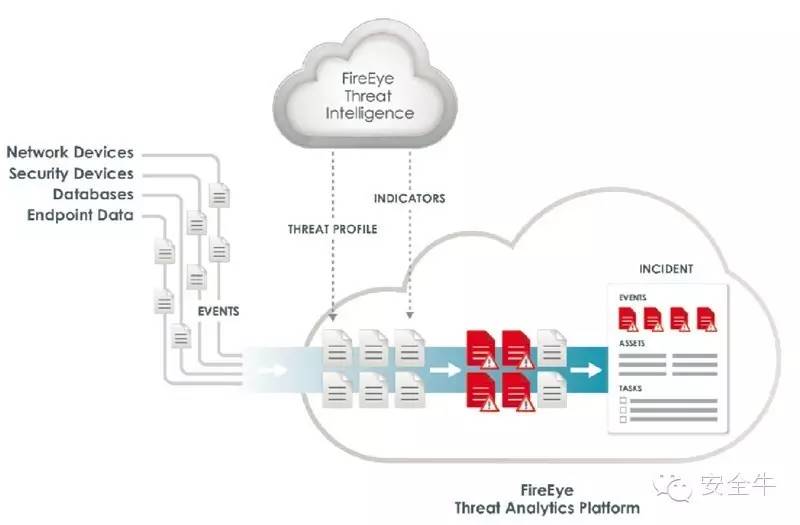 FireEye
Threat
Intelligence
Network Devices
Security Devices
Databases
Endpoint Data
INDICATORS
THREAT PROFILE
EVENTS
INCIDENT
EVENTS
ASSETS
TASKS
FireEye
Threat Analytics Platform
安全牛